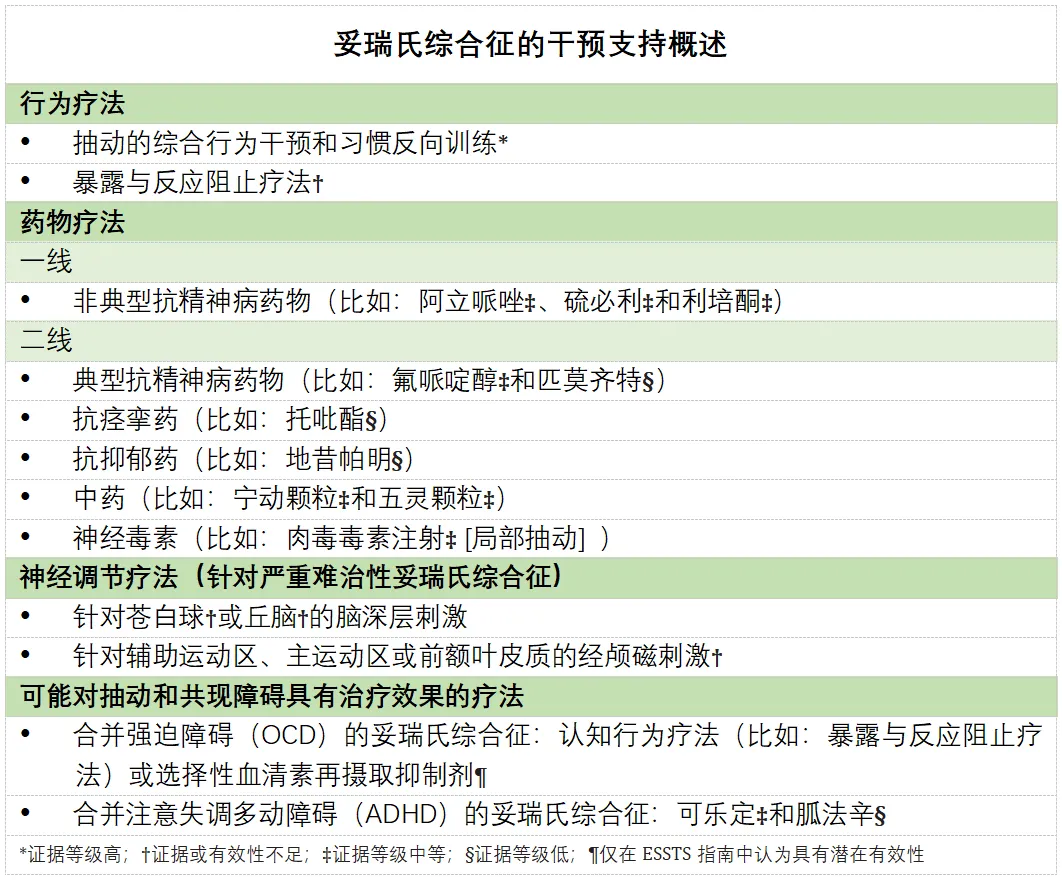 妥瑞氏综合征的干预支持概述
行为疗法
• 抽动的综合行为干预和习惯反向训练*
• 暴露与反应阻止疗法†
药物疗法
一线
• 非典型抗精神病药物（比如：阿立哌唑‡、硫必利‡和利培酮‡）
二线
• 典型抗精神病药物（比如：氟哌啶醇‡和匹莫齐特§）
• 抗痉挛药（比如：托吡酯§）
• 抗抑郁药（比如：地昔帕明§）
• 中药（比如：宁动颗粒‡和五灵颗粒‡）
• 神经毒素（比如：肉毒毒素注射‡ [局部抽动] ）
神经调节疗法（针对严重难治性妥瑞氏综合征）
• 针对苍白球†或丘脑†的脑深层刺激
• 针对辅助运动区、主运动区或前额叶皮质的经颅磁刺激†
可能对抽动和共现障碍具有治疗效果的疗法
• 合并强迫障碍（OCD）的妥瑞氏综合征：认知行为疗法（比如：暴露与反应阻止疗
法）或选择性血清素再摄取抑制剂¶
• 合并注意失调多动障碍（ADHD）的妥瑞氏综合征：可乐定‡和胍法辛§
*证据等级高；†证据或有效性不足；‡证据等级中等；§证据等级低；¶仅在 ESSTS 指南中认为具有潜在有效性